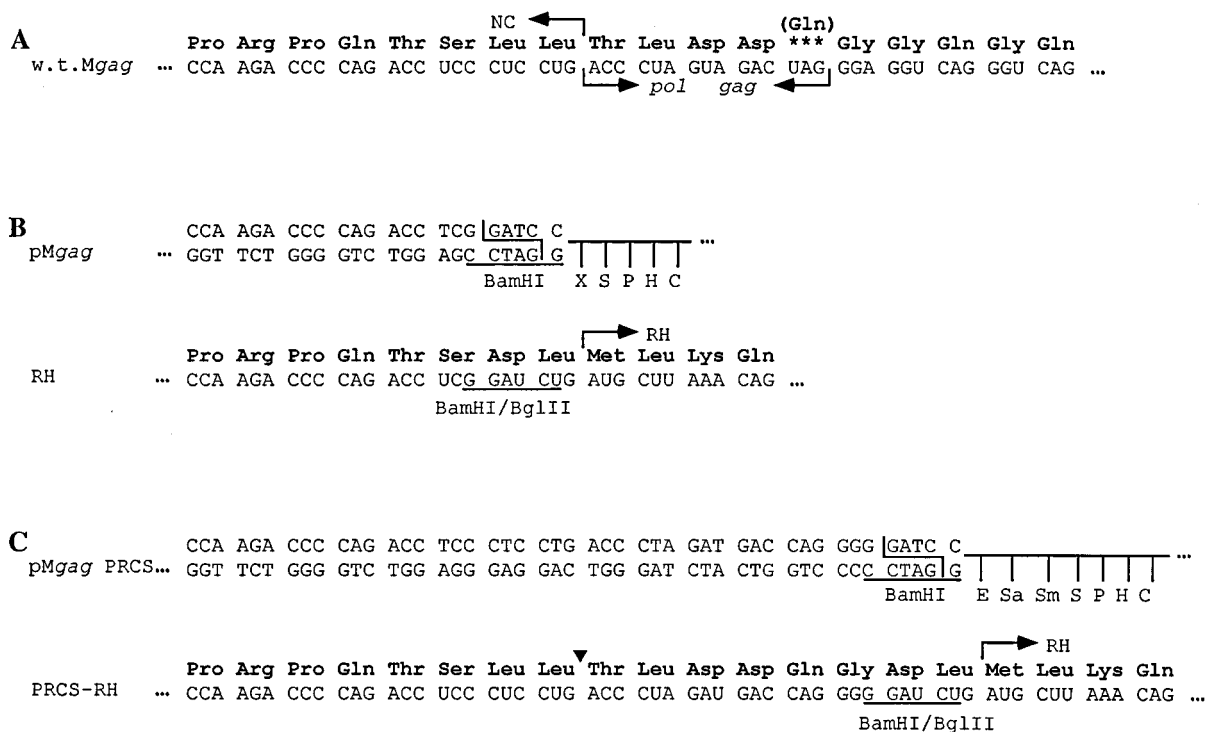 A
NC
(Gln)
Pro Arg Pro Gln Thr Ser Leu Leu Thr Leu Asp Asp *** Gly Gly Gln Gly Gln
w.t.Mgag ... CCA AGA CCC CAG ACC UCC CUC CUG ACC CUA GUA GAC UAG GGA GGU CAG GGU CAG ...
pol gag
B
CCA AGA CCC CAG ACC TCG GATC C
pMgag ... GGT TCT GGG GTC TGG AGC CTAG G ...
BamHI X S P H C
RH
Pro Arg Pro Gln Thr Ser Asp Leu Met Leu Lys Gln
RH ... CCA AGA CCC CAG ACC UCG GAU CUG AUG CUU AAA CAG ...
BamHI/BglII
C
CCA AGA CCC CAG ACC TCC CTC CTG ACC CTA GAT GAC CAG GGG GATC C
pMgag PRCS... GGT TCT GGG GTC TGG AGG GAG GAC TGG GAT CTA CTG GTC CCC CTAG G ...
BamHI E Sa Sm S P H C
RH
Pro Arg Pro Gln Thr Ser Leu Leu Thr Leu Asp Asp Gln Gly Asp Leu Met Leu Lys Gln
PRCS-RH ... CCA AGA CCC CAG ACC UCC CUC CUG ACC CUA GAU GAC CAG GGG GAU CUG AUG CUU AAA CAG ...
BamHI/BglII